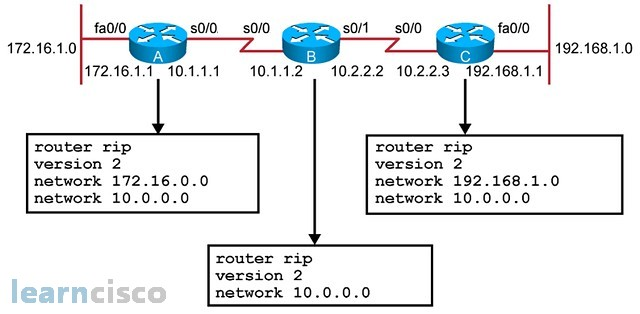 fa0/0 s0/0 s0/0 s0/1 s0/0 fa0/0
172.16.1.0 A B C 192.168.1.0
172.16.1.1 10.1.1.1 10.1.1.2 10.2.2.2 10.2.2.3 192.168.1.1
router rip
version 2
network 172.16.0.0
network 10.0.0.0
router rip
version 2
network 192.168.1.0
network 10.0.0.0
router rip
version 2
network 10.0.0.0
learncisco